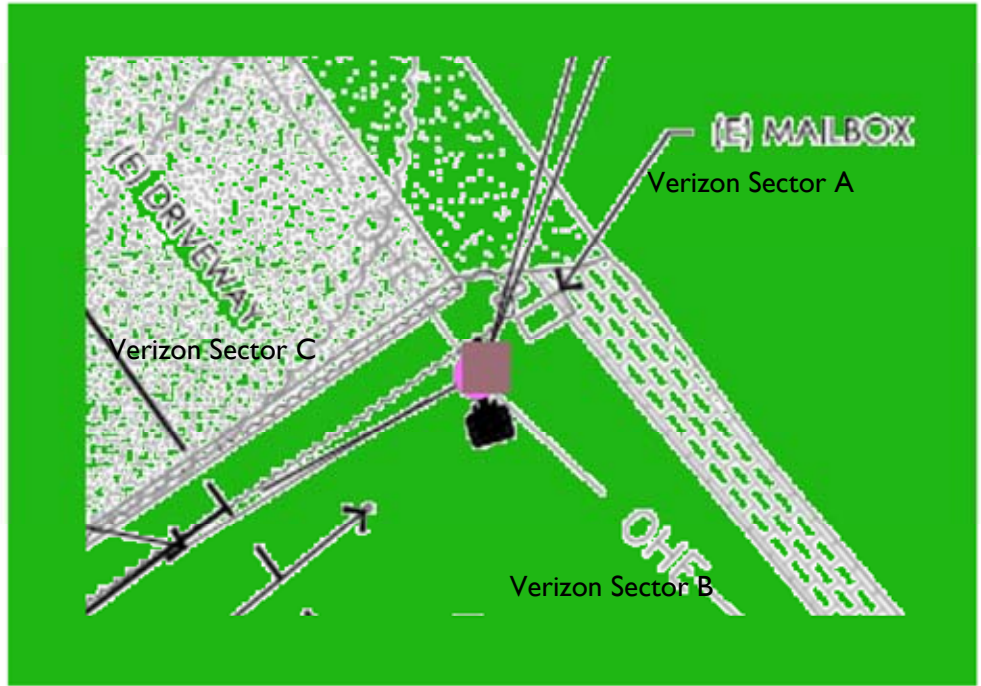 (E) MAILBOX
Verizon Sector A
(E) DRIVEWAY
OHE
Verizon Sector C
OHE
Verizon Sector B